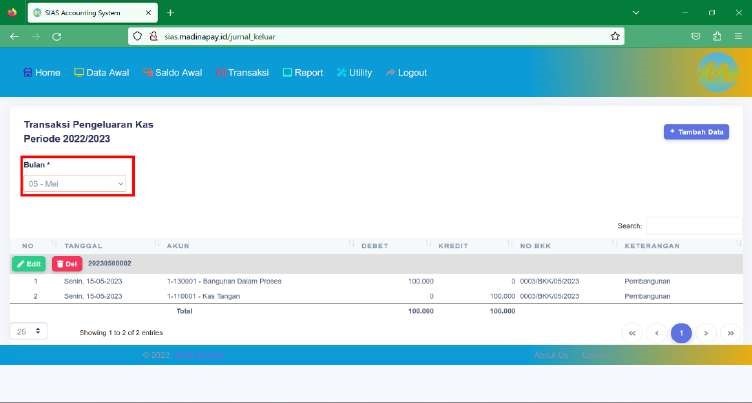 SIAS Accounting System
sias.madinapay.id/jurnal_keluar
Home Data Awal Saldo Awal Transaksi Report Utility Logout
Transaksi Pengeluaran Kas
Periode 2022/2023
+ Tambah Data
Bulan *
05 - Mei
Search:
NO TANGGAL AKUN DEBET KREDIT NO BKK KETERANGAN
Edit Del 20230500002
1 Senin, 15-05-2023 1-130001 - Bangunan Dalam Proses 100.000 0 0003/BKK/05/2023 Pembangunan
2 Senin, 15-05-2023 1-110001 - Kas Tangan 0 100.000 0003/BKK/05/2023 Pembangunan
Total 100.000 100.000
25 Showing 1 to 2 of 2 entries « ‹ 1 › »
© 2023, About Us